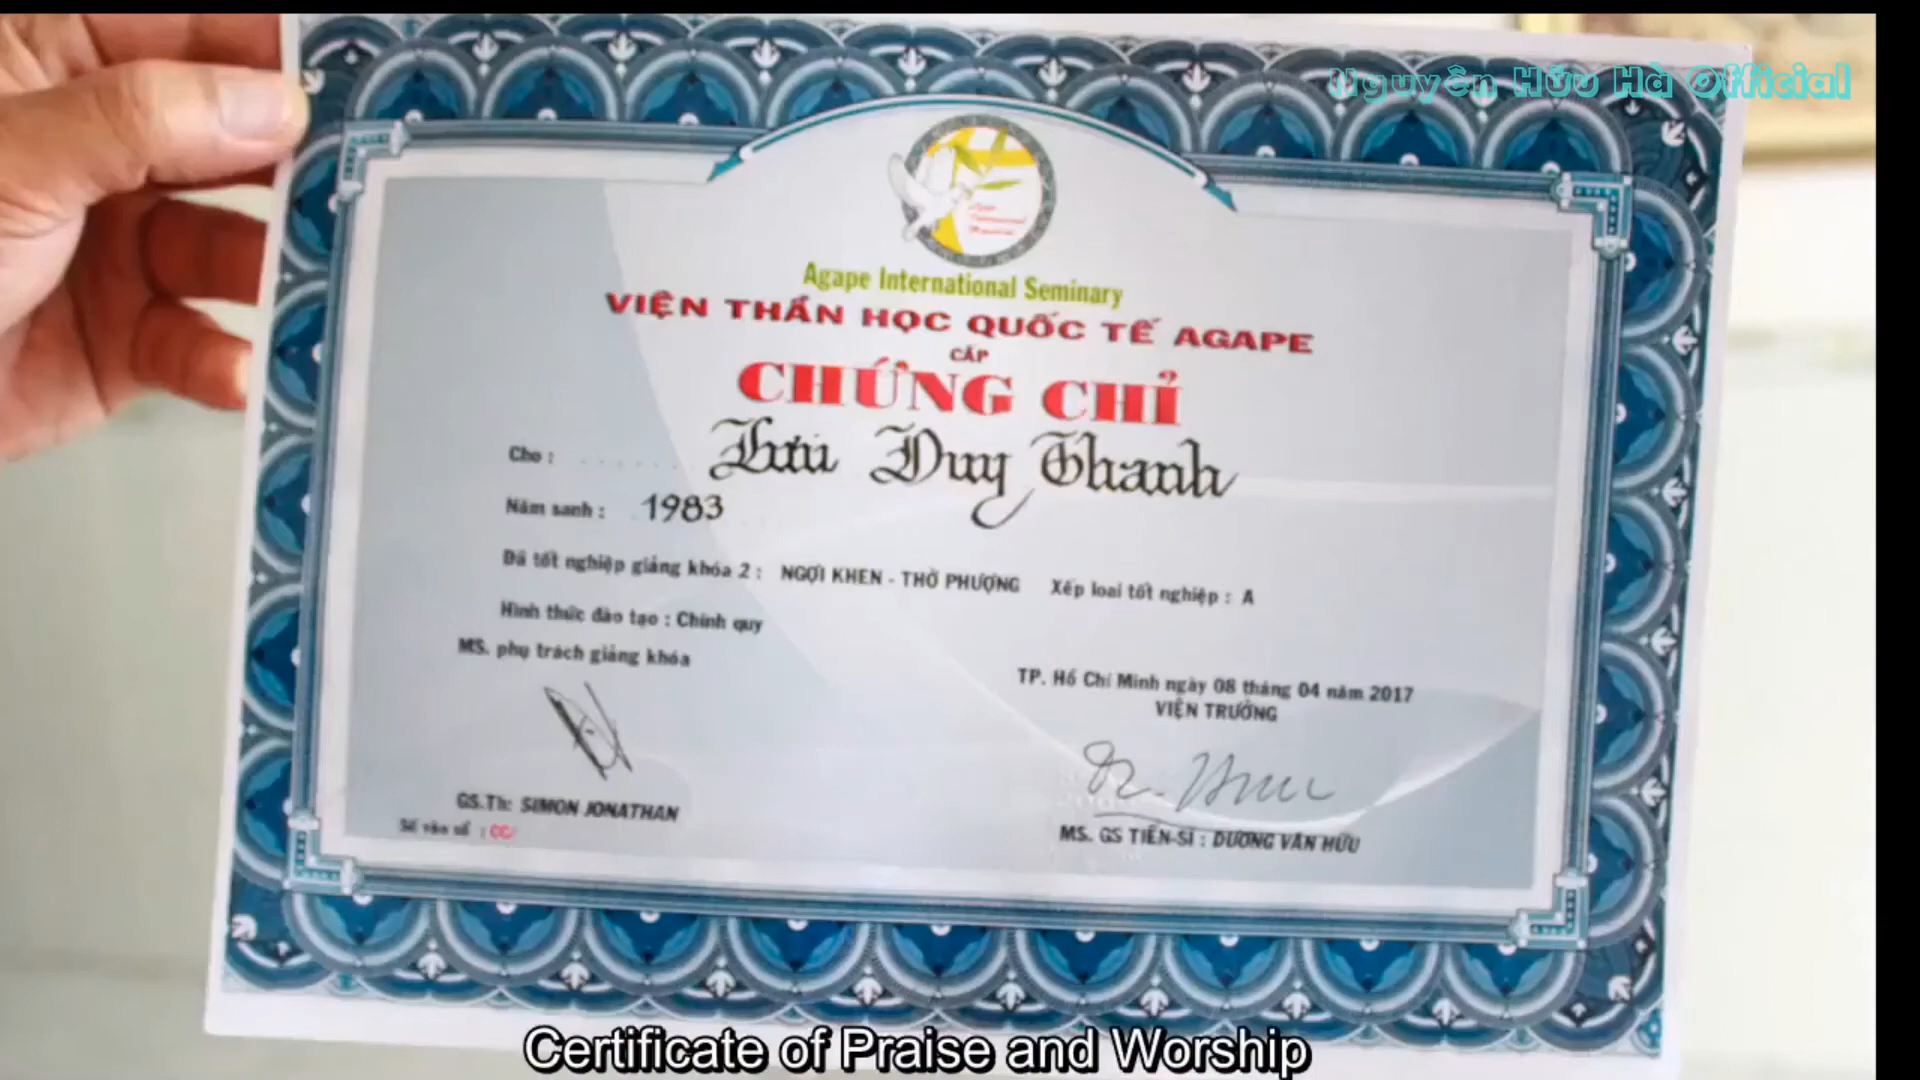 Nguyễn Hữu Hà Official
Agape International Seminary
VIỆN THẦN HỌC QUỐC TẾ AGAPE
CẤP
CHỨNG CHỈ
Cho : Lưu Duy Thanh
Năm sanh : 1983
Đã tốt nghiệp giảng khóa 2 : NGỢI KHEN - THỜ PHƯỢNG Xếp loai tốt nghiệp : A
Hình thức đào tạo : Chính quy
MS. phụ trách giảng khóa
TP. Hồ Chí Minh ngày 08 tháng 04 năm 2017
VIỆN TRƯỞNG
GS.Th: SIMON JONATHAN
Số vào sổ :
MS. GS TIẾN-SĨ : DƯƠNG VĂN HỮU
Certificate of Praise and Worship